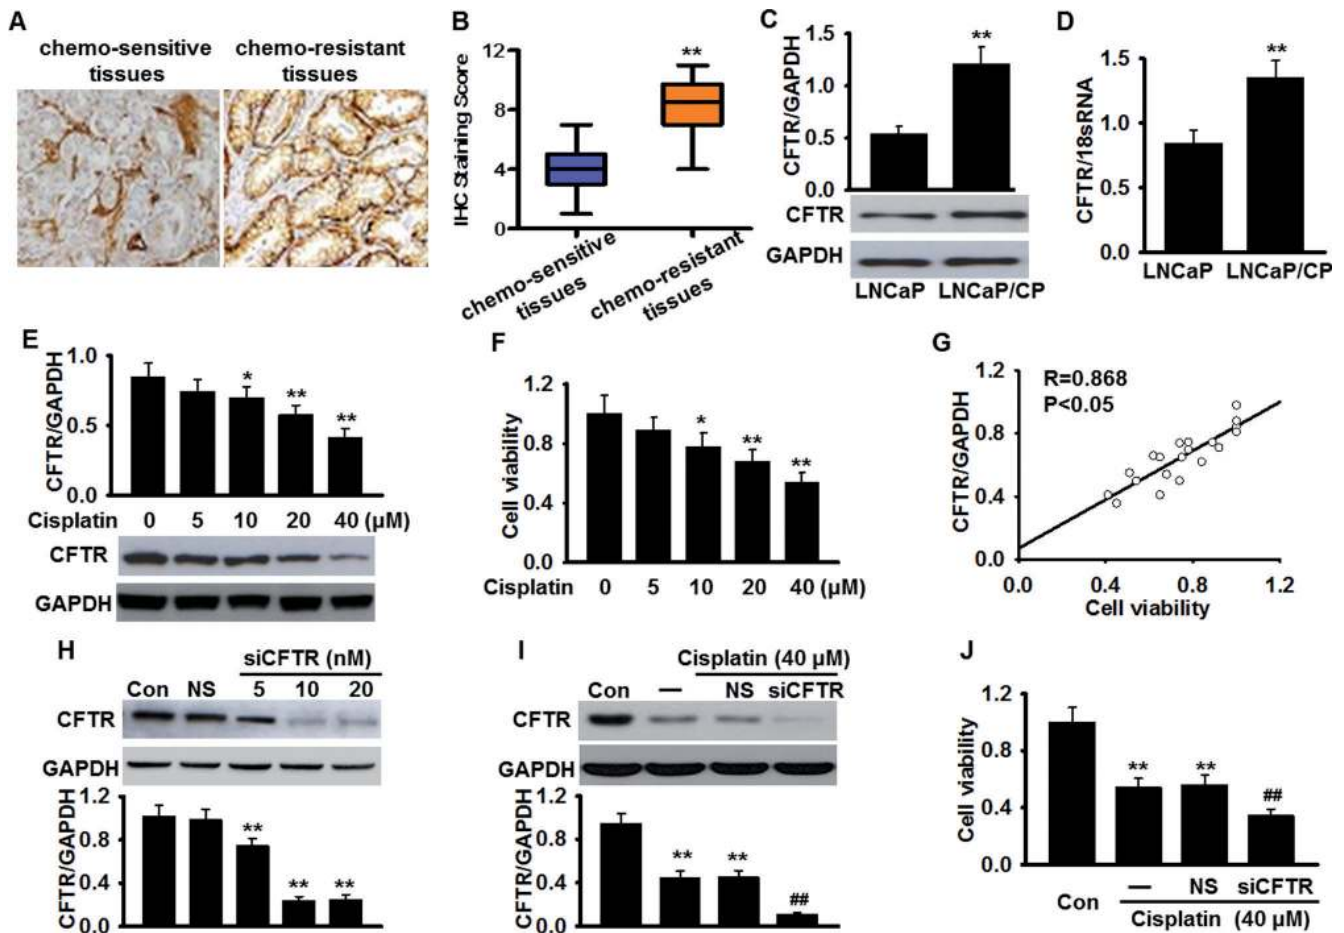 A
chemo-sensitive
tissues
chemo-resistant
tissues
B
IHC Staining Score
12
8
4
0
**
chemo-sensitive
tissues
chemo-resistant
tissues
C
CFTR/GAPDH
1.5
1.0
0.5
0.0
**
CFTR
GAPDH
LNCaP LNCaP/CP
D
CFTR/18sRNA
1.5
1.0
0.5
0.0
**
LNCaP LNCaP/CP
E
CFTR/GAPDH
1.0
0.5
0.0
* ** **
Cisplatin 0 5 10 20 40 (μM)
CFTR
GAPDH
F
Cell viability
1.2
0.8
0.4
0.0
* ** **
Cisplatin 0 5 10 20 40 (μM)
G
R=0.868
P<0.05
CFTR/GAPDH
1.2
0.8
0.4
0.0
0.0 0.4 0.8 1.2
Cell viability
H
siCFTR (nM)
Con NS 5 10 20
CFTR
GAPDH
CFTR/GAPDH
1.2
0.8
0.4
0.0
** ** **
I
Cisplatin (40 μM)
Con — NS siCFTR
CFTR
GAPDH
CFTR/GAPDH
1.2
0.8
0.4
0.0
** ** ##
J
Cell viability
1.2
0.8
0.4
0.0
** ** ##
Con — NS siCFTR
Cisplatin (40 μM)